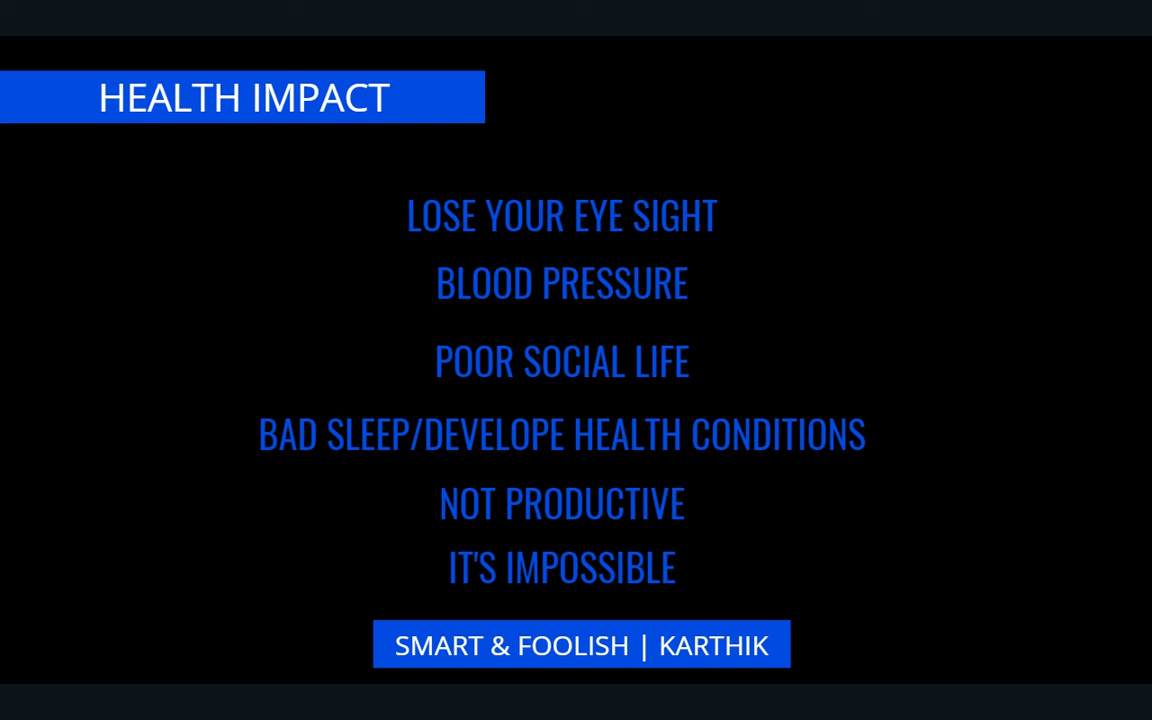 HEALTH IMPACT
LOSE YOUR EYE SIGHT
BLOOD PRESSURE
POOR SOCIAL LIFE
BAD SLEEP/DEVELOPE HEALTH CONDITIONS
NOT PRODUCTIVE
IT'S IMPOSSIBLE
SMART & FOOLISH | KARTHIK